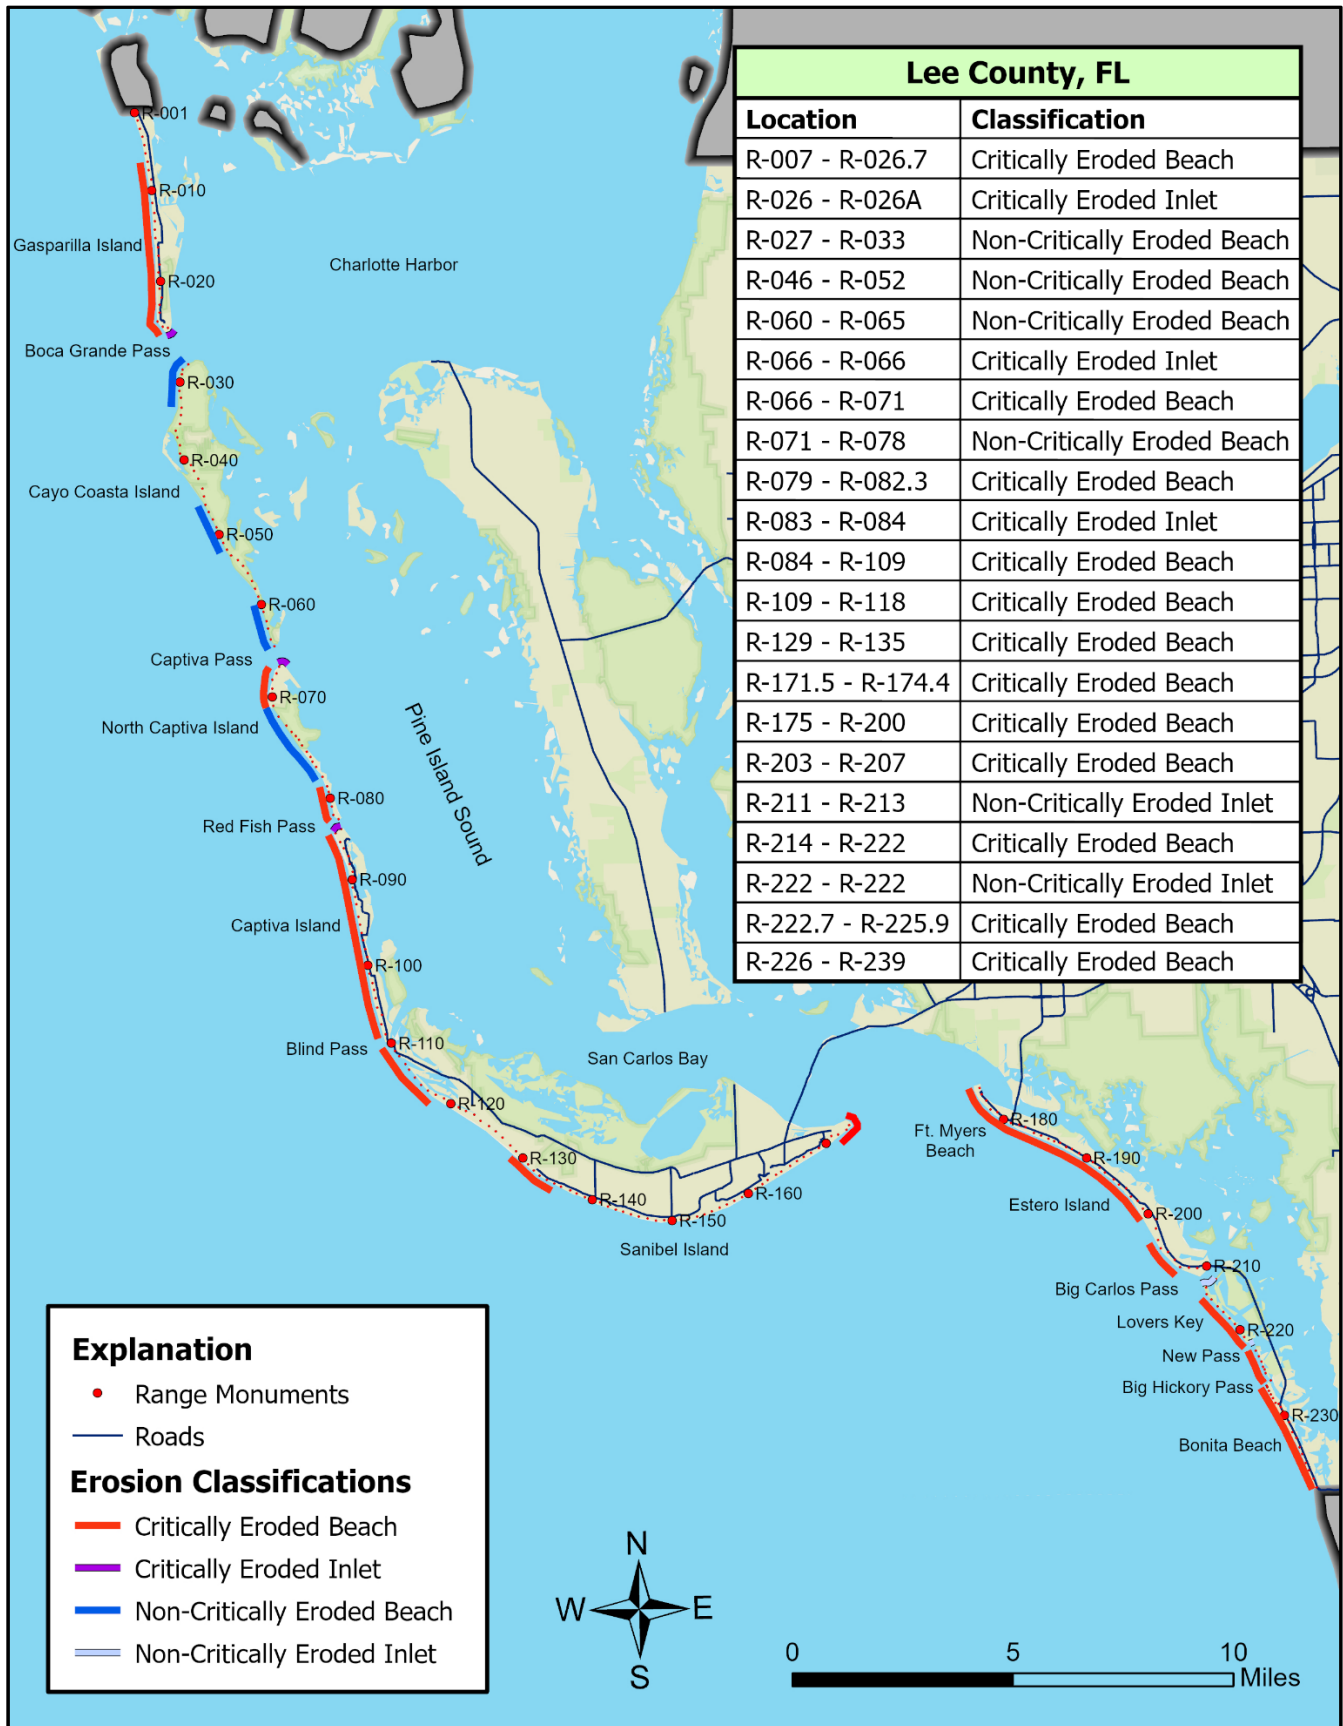 Lee County, FL
Location Classification
R-007 - R-026.7 Critically Eroded Beach
R-026 - R-026A Critically Eroded Inlet
R-027 - R-033 Non-Critically Eroded Beach
R-046 - R-052 Non-Critically Eroded Beach
R-060 - R-065 Non-Critically Eroded Beach
R-066 - R-066 Critically Eroded Inlet
R-066 - R-071 Critically Eroded Beach
R-071 - R-078 Non-Critically Eroded Beach
R-079 - R-082.3 Critically Eroded Beach
R-083 - R-084 Critically Eroded Inlet
R-084 - R-109 Critically Eroded Beach
R-109 - R-118 Critically Eroded Beach
R-129 - R-135 Critically Eroded Beach
R-171.5 - R-174.4 Critically Eroded Beach
R-175 - R-200 Critically Eroded Beach
R-203 - R-207 Critically Eroded Beach
R-211 - R-213 Non-Critically Eroded Inlet
R-214 - R-222 Critically Eroded Beach
R-222 - R-222 Non-Critically Eroded Inlet
R-222.7 - R-225.9 Critically Eroded Beach
R-226 - R-239 Critically Eroded Beach
R-001
R-010
Gasparilla Island
Charlotte Harbor
R-020
Boca Grande Pass
R-030
R-040
Cayo Coasta Island
R-050
R-060
Captiva Pass
R-070
North Captiva Island
Pine Island Sound
R-080
Red Fish Pass
R-090
Captiva Island
R-100
R-110
Blind Pass
San Carlos Bay
R-120
R-130
R-140
R-150
R-160
Sanibel Island
R-180
Ft. Myers
Beach
R-190
Estero Island
R-200
R-210
Big Carlos Pass
Lovers Key
R-220
New Pass
Big Hickory Pass
R-230
Bonita Beach
Explanation
Range Monuments
Roads
Erosion Classifications
Critically Eroded Beach
Critically Eroded Inlet
Non-Critically Eroded Beach
Non-Critically Eroded Inlet
N
W E
S
0 5 10
Miles